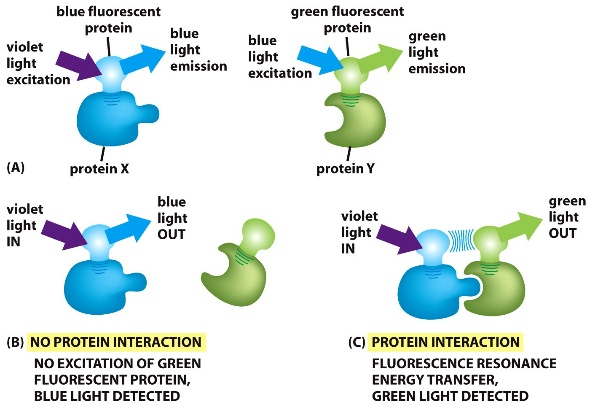 blue fluorescent
protein
violet
light
excitation
blue
light
emission
protein X
green fluorescent
protein
blue
light
excitation
green
light
emission
protein Y
(A)
violet
light
IN
blue
light
OUT
(B) NO PROTEIN INTERACTION
NO EXCITATION OF GREEN
FLUORESCENT PROTEIN,
BLUE LIGHT DETECTED
violet
light
IN
green
light
OUT
(C) PROTEIN INTERACTION
FLUORESCENCE RESONANCE
ENERGY TRANSFER,
GREEN LIGHT DETECTED